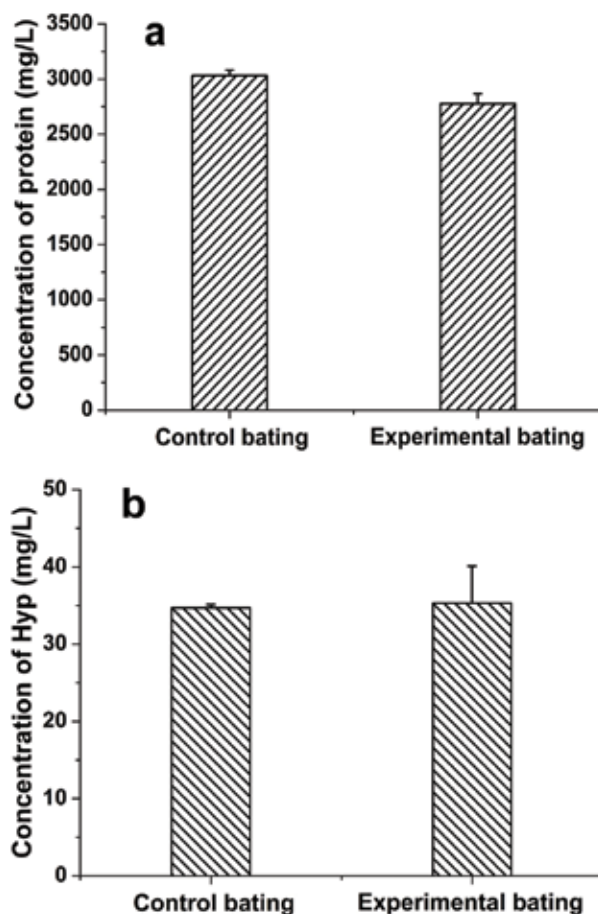 a
Concentration of protein (mg/L)
3500
3000
2500
2000
1500
1000
500
0
Control bating
Experimental bating
b
Concentration of Hyp (mg/L)
50
40
30
20
10
0
Control bating
Experimental bating